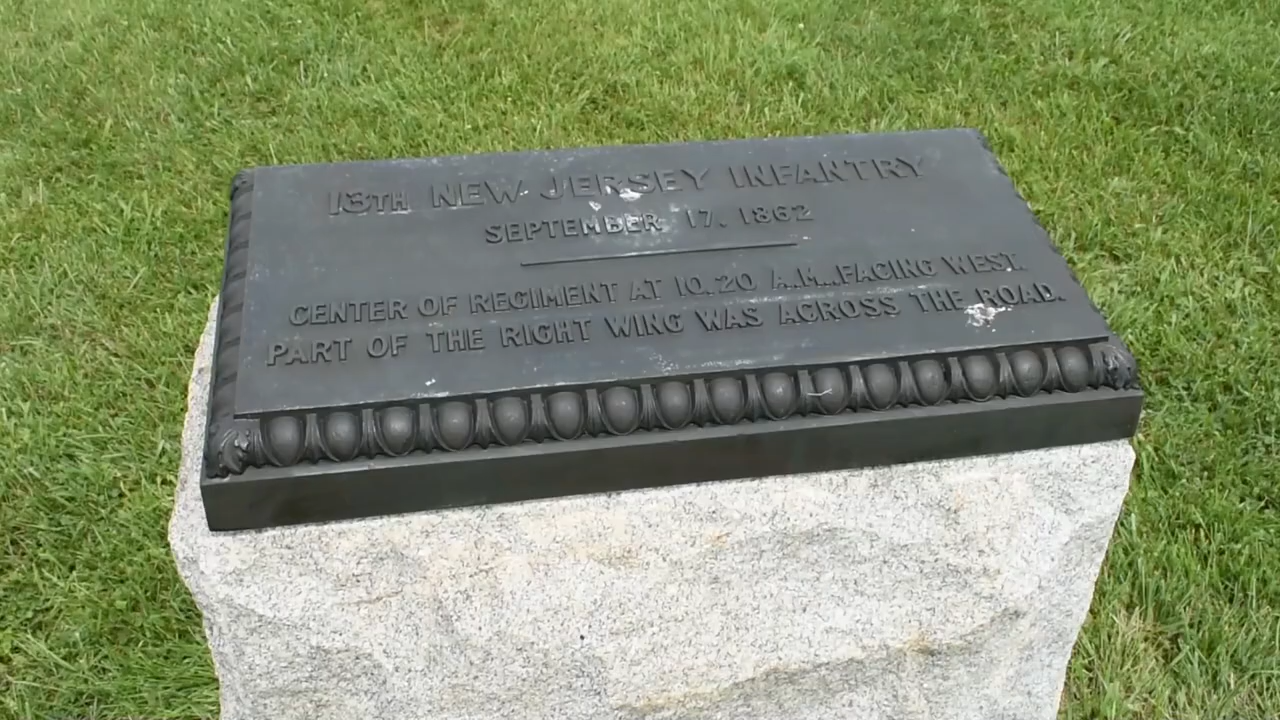 13TH NEW JERSEY INFANTRY
SEPTEMBER 17, 1862
CENTER OF REGIMENT AT 10.20 A.M., FACING WEST.
PART OF THE RIGHT WING WAS ACROSS THE ROAD.